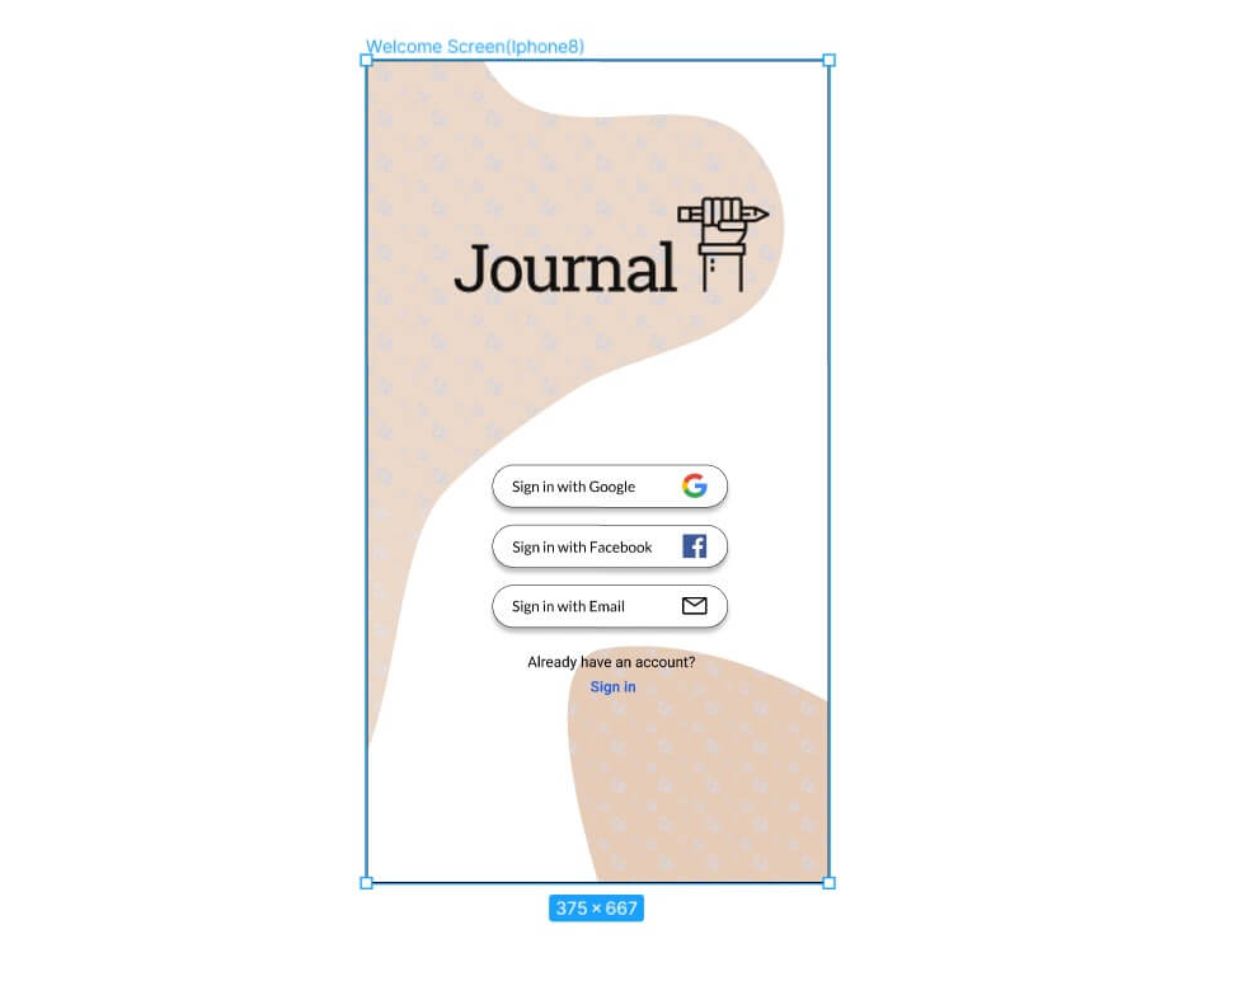 Welcome Screen(Iphone8)
Journal
Sign in with Google
Sign in with Facebook
Sign in with Email
Already have an account?
Sign in
375 × 667